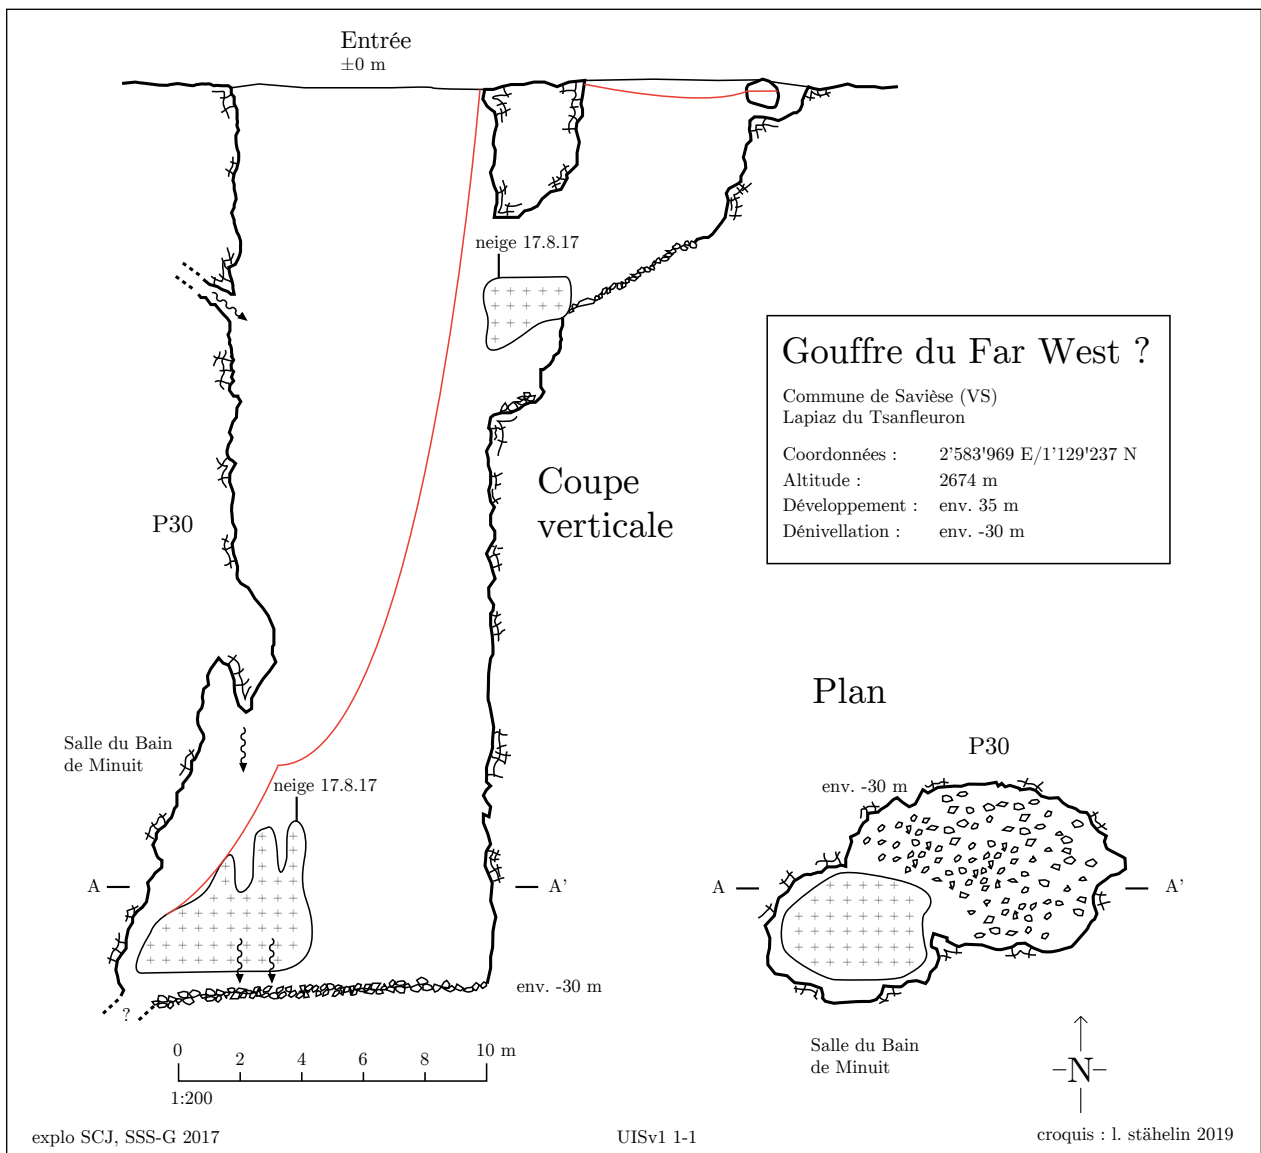 Entrée
±0 m
neige 17.8.17
Gouffre du Far West ?
Commune de Savièse (VS)
Lapiaz du Tsanfleuron
Coordonnées : 2'583'969 E/1'129'237 N
Altitude : 2674 m
Développement : env. 35 m
Dénivellation : env. -30 m
Coupe
verticale
P30
Plan
Salle du Bain
de Minuit
neige 17.8.17
P30
env. -30 m
A A'
A A'
env. -30 m
?
0 2 4 6 8 10 m
1:200
Salle du Bain
de Minuit
N
explo SCJ, SSS-G 2017
UISv1 1-1
croquis : l. stähelin 2019